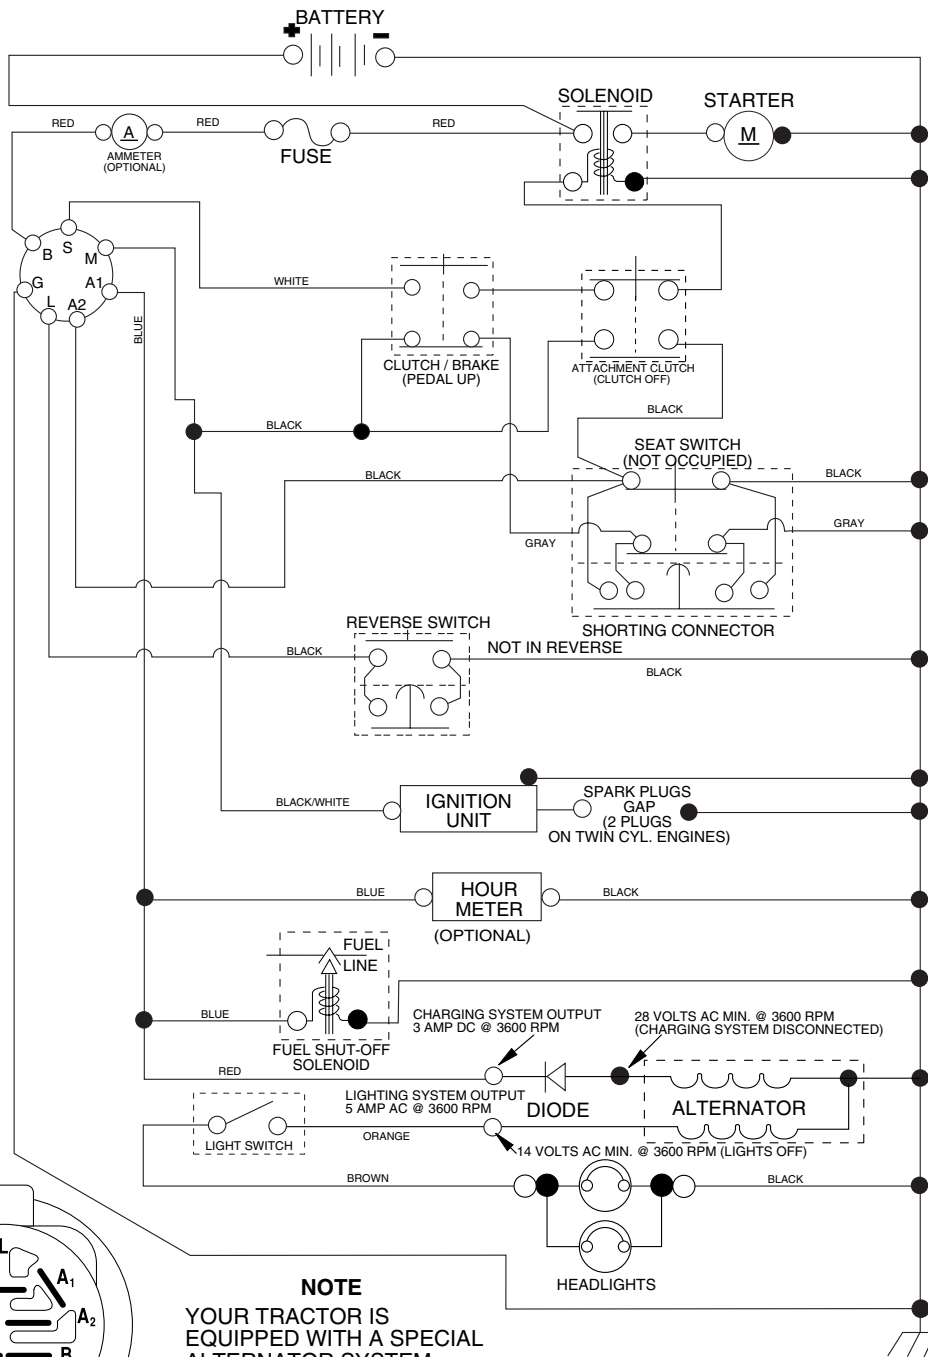 BATTERY
+ -
SOLENOID
STARTER
RED
A
RED
RED
M
AMMETER
(OPTIONAL)
FUSE
B
S
M
G
A1
L
A2
WHITE
BLUE
CLUTCH / BRAKE
(PEDAL UP)
ATTACHMENT CLUTCH
(CLUTCH OFF)
BLACK
BLACK
SEAT SWITCH
(NOT OCCUPIED)
BLACK
BLACK
GRAY
GRAY
REVERSE SWITCH
SHORTING CONNECTOR
NOT IN REVERSE
BLACK
BLACK
BLACK/WHITE
IGNITION
UNIT
SPARK PLUGS
GAP
(2 PLUGS
ON TWIN CYL. ENGINES)
BLUE
HOUR
METER
BLACK
(OPTIONAL)
FUEL
LINE
BLUE
FUEL SHUT-OFF
SOLENOID
CHARGING SYSTEM OUTPUT
3 AMP DC @ 3600 RPM
28 VOLTS AC MIN. @ 3600 RPM
(CHARGING SYSTEM DISCONNECTED)
RED
LIGHTING SYSTEM OUTPUT
5 AMP AC @ 3600 RPM
DIODE
ALTERNATOR
LIGHT SWITCH
ORANGE
14 VOLTS AC MIN. @ 3600 RPM (LIGHTS OFF)
BROWN
BLACK
HEADLIGHTS
L
A1
A2
B
NOTE
YOUR TRACTOR IS
EQUIPPED WITH A SPECIAL
ALTERNATOR SYSTEM